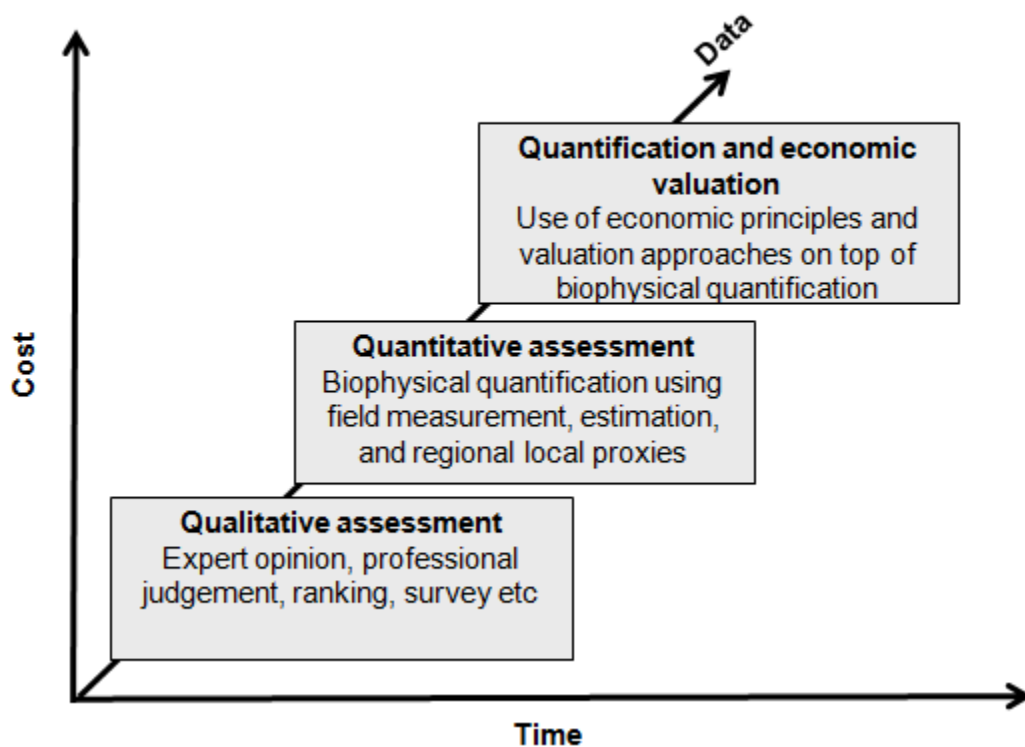 Data
Quantification and economic
valuation
Use of economic principles and
valuation approaches on top of
biophysical quantification
Quantitative assessment
Biophysical quantification using
field measurement, estimation,
and regional local proxies
Cost
Qualitative assessment
Expert opinion, professional
judgement, ranking, survey etc
Time